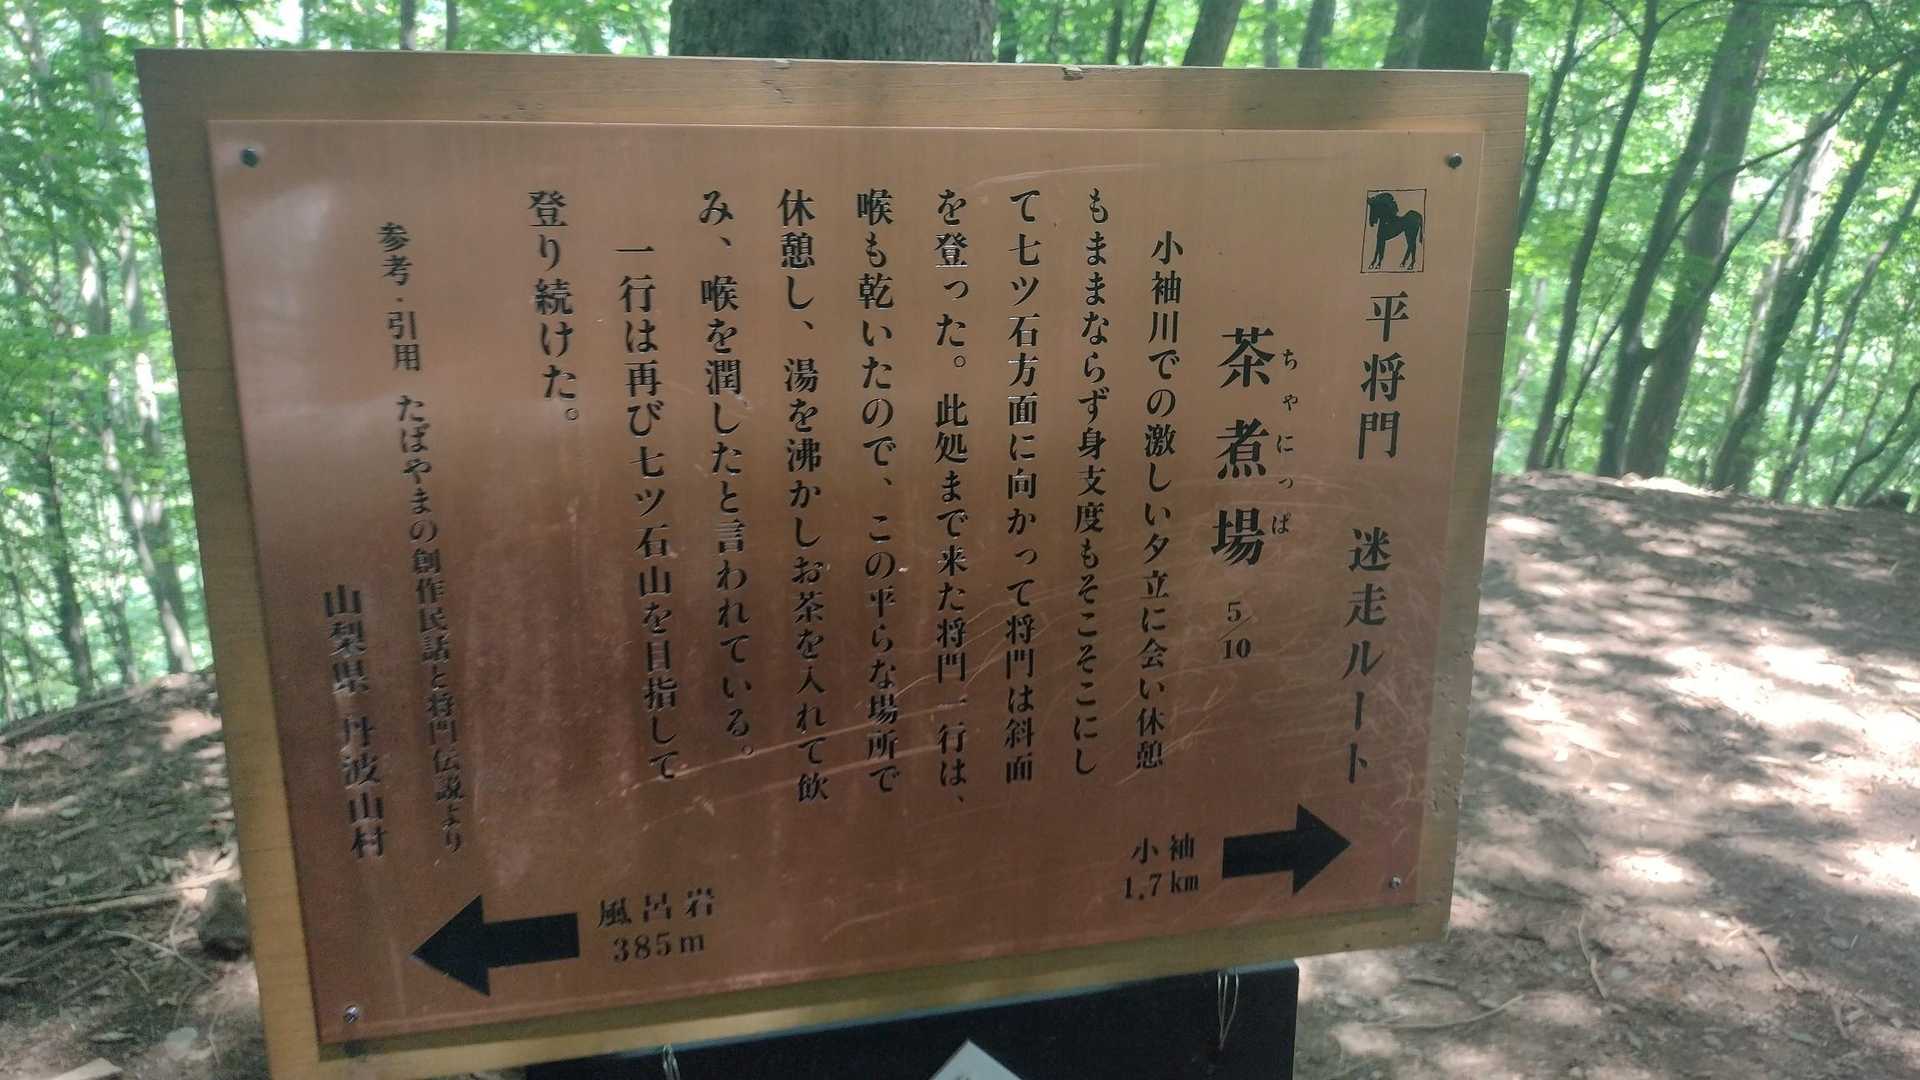 平将門 迷走ルート
ちゃにっぱ
茶煮場 5/10
小袖川での激しい夕立に会い休憩
もままならず身支度もそこそこにし
て七ツ石方面に向かって将門は斜面
を登った。此処まで来た将門一行は、
喉も乾いたので、この平らな場所で
休憩し、湯を沸かしお茶を入れて飲
み、喉を潤したと言われている。
一行は再び七ツ石山を目指して
登り続けた。
参考・引用 たばやまの創作民話と将門伝説より
山梨県 丹波山村
小袖
1.7km
風呂岩
385m